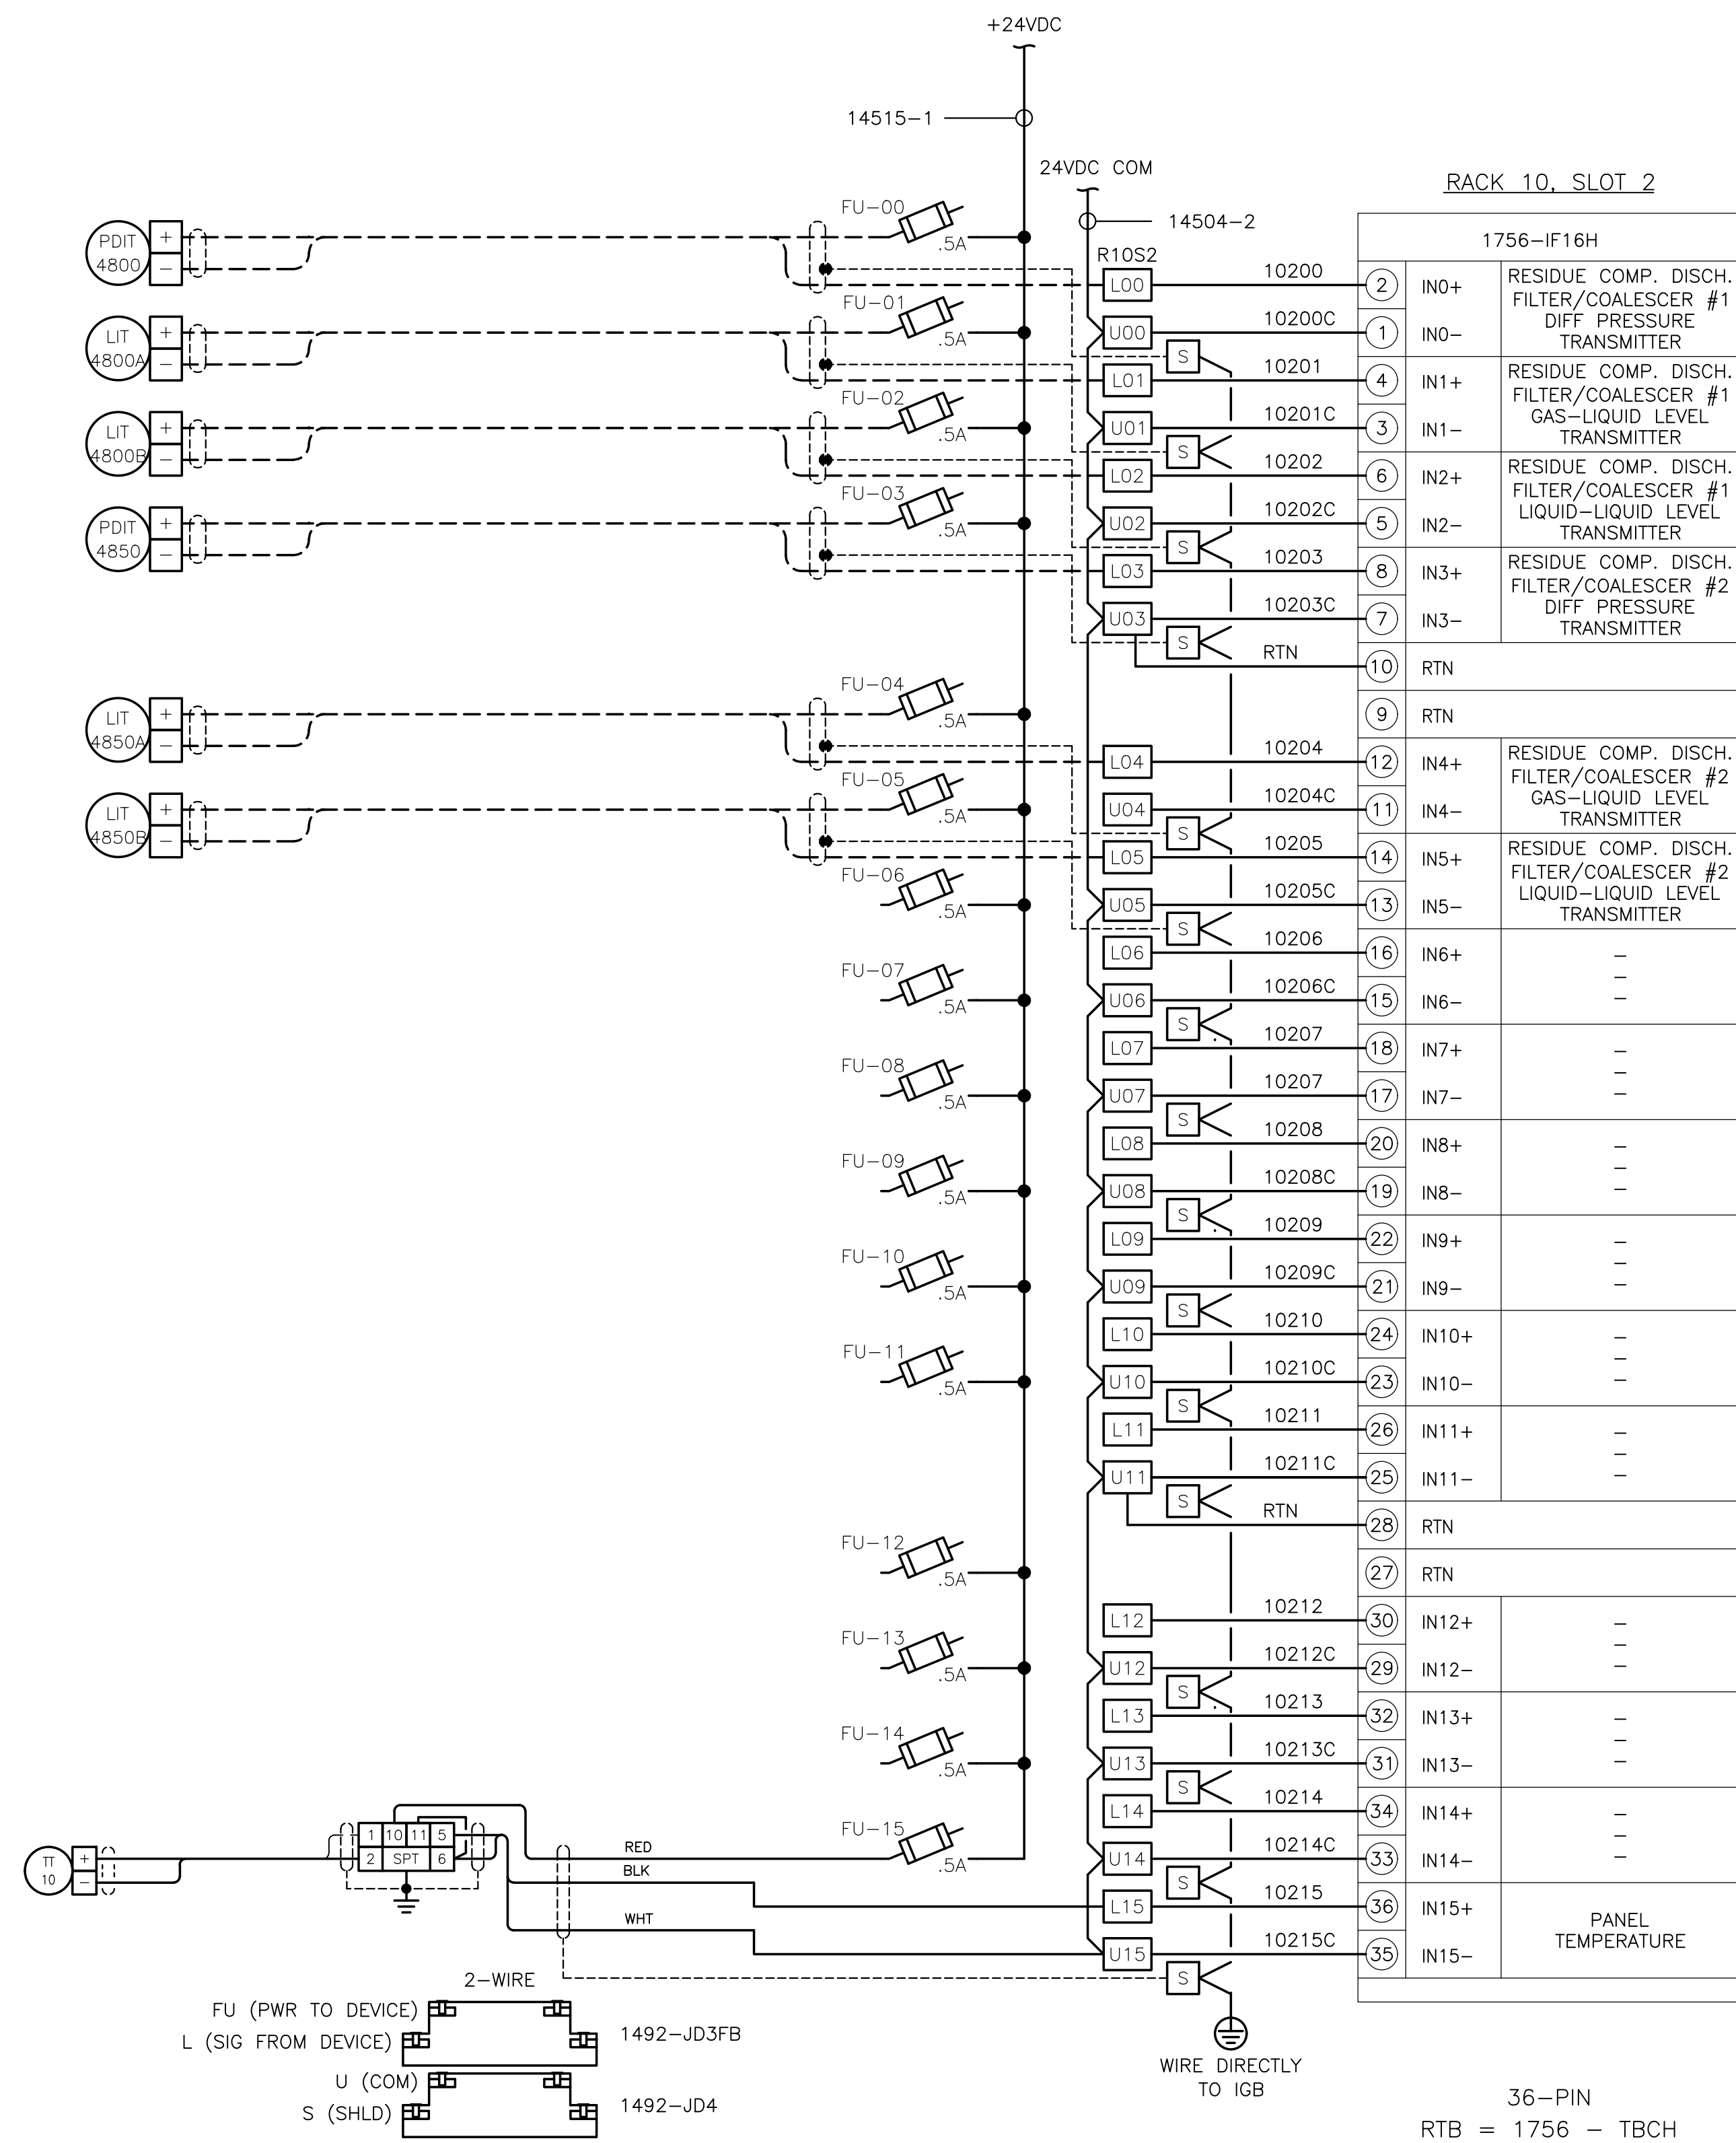 +24VDC
14515-1
24VDC COM
14504-2
RACK 10, SLOT 2
1756-IF16H
R10S2
PDIT
4800
+
-
FU-00
.5A
L00
10200
2
IN0+
U00
10200C
1
IN0-
RESIDUE COMP. DISCH.
FILTER/COALESCER #1
DIFF PRESSURE
TRANSMITTER
S
LIT
4800A
+
-
FU-01
.5A
L01
10201
4
IN1+
U01
10201C
3
IN1-
RESIDUE COMP. DISCH.
FILTER/COALESCER #1
GAS-LIQUID LEVEL
TRANSMITTER
S
LIT
4800B
+
-
FU-02
.5A
L02
10202
6
IN2+
U02
10202C
5
IN2-
RESIDUE COMP. DISCH.
FILTER/COALESCER #1
LIQUID-LIQUID LEVEL
TRANSMITTER
S
PDIT
4850
+
-
FU-03
.5A
L03
10203
8
IN3+
U03
10203C
7
IN3-
RESIDUE COMP. DISCH.
FILTER/COALESCER #2
DIFF PRESSURE
TRANSMITTER
S
RTN
10
RTN
9
RTN
LIT
4850A
+
-
FU-04
.5A
L04
10204
12
IN4+
U04
10204C
11
IN4-
RESIDUE COMP. DISCH.
FILTER/COALESCER #2
GAS-LIQUID LEVEL
TRANSMITTER
S
LIT
4850B
+
-
FU-05
.5A
L05
10205
14
IN5+
U05
10205C
13
IN5-
RESIDUE COMP. DISCH.
FILTER/COALESCER #2
LIQUID-LIQUID LEVEL
TRANSMITTER
S
FU-06
.5A
L06
10206
16
IN6+
-
-
-
U06
10206C
15
IN6-
S
FU-07
.5A
L07
10207
18
IN7+
-
-
-
U07
10207
17
IN7-
S
FU-08
.5A
L08
10208
20
IN8+
-
-
-
U08
10208C
19
IN8-
S
FU-09
.5A
L09
10209
22
IN9+
-
-
-
U09
10209C
21
IN9-
S
FU-10
.5A
L10
10210
24
IN10+
-
-
-
U10
10210C
23
IN10-
S
FU-11
.5A
L11
10211
26
IN11+
-
-
-
U11
10211C
25
IN11-
S
RTN
28
RTN
27
RTN
FU-12
.5A
L12
10212
30
IN12+
-
-
-
U12
10212C
29
IN12-
S
FU-13
.5A
L13
10213
32
IN13+
-
-
-
U13
10213C
31
IN13-
S
FU-14
.5A
L14
10214
34
IN14+
-
-
-
U14
10214C
33
IN14-
S
TT
10
+
-
1 10 11 5
2 SPT 6
FU-15
.5A
RED
BLK
WHT
L15
10215
36
IN15+
U15
10215C
35
IN15-
PANEL
TEMPERATURE
S
WIRE DIRECTLY
TO IGB
2-WIRE
FU (PWR TO DEVICE)
L (SIG FROM DEVICE)
1492-JD3FB
U (COM)
S (SHLD)
1492-JD4
36-PIN
RTB = 1756 - TBCH